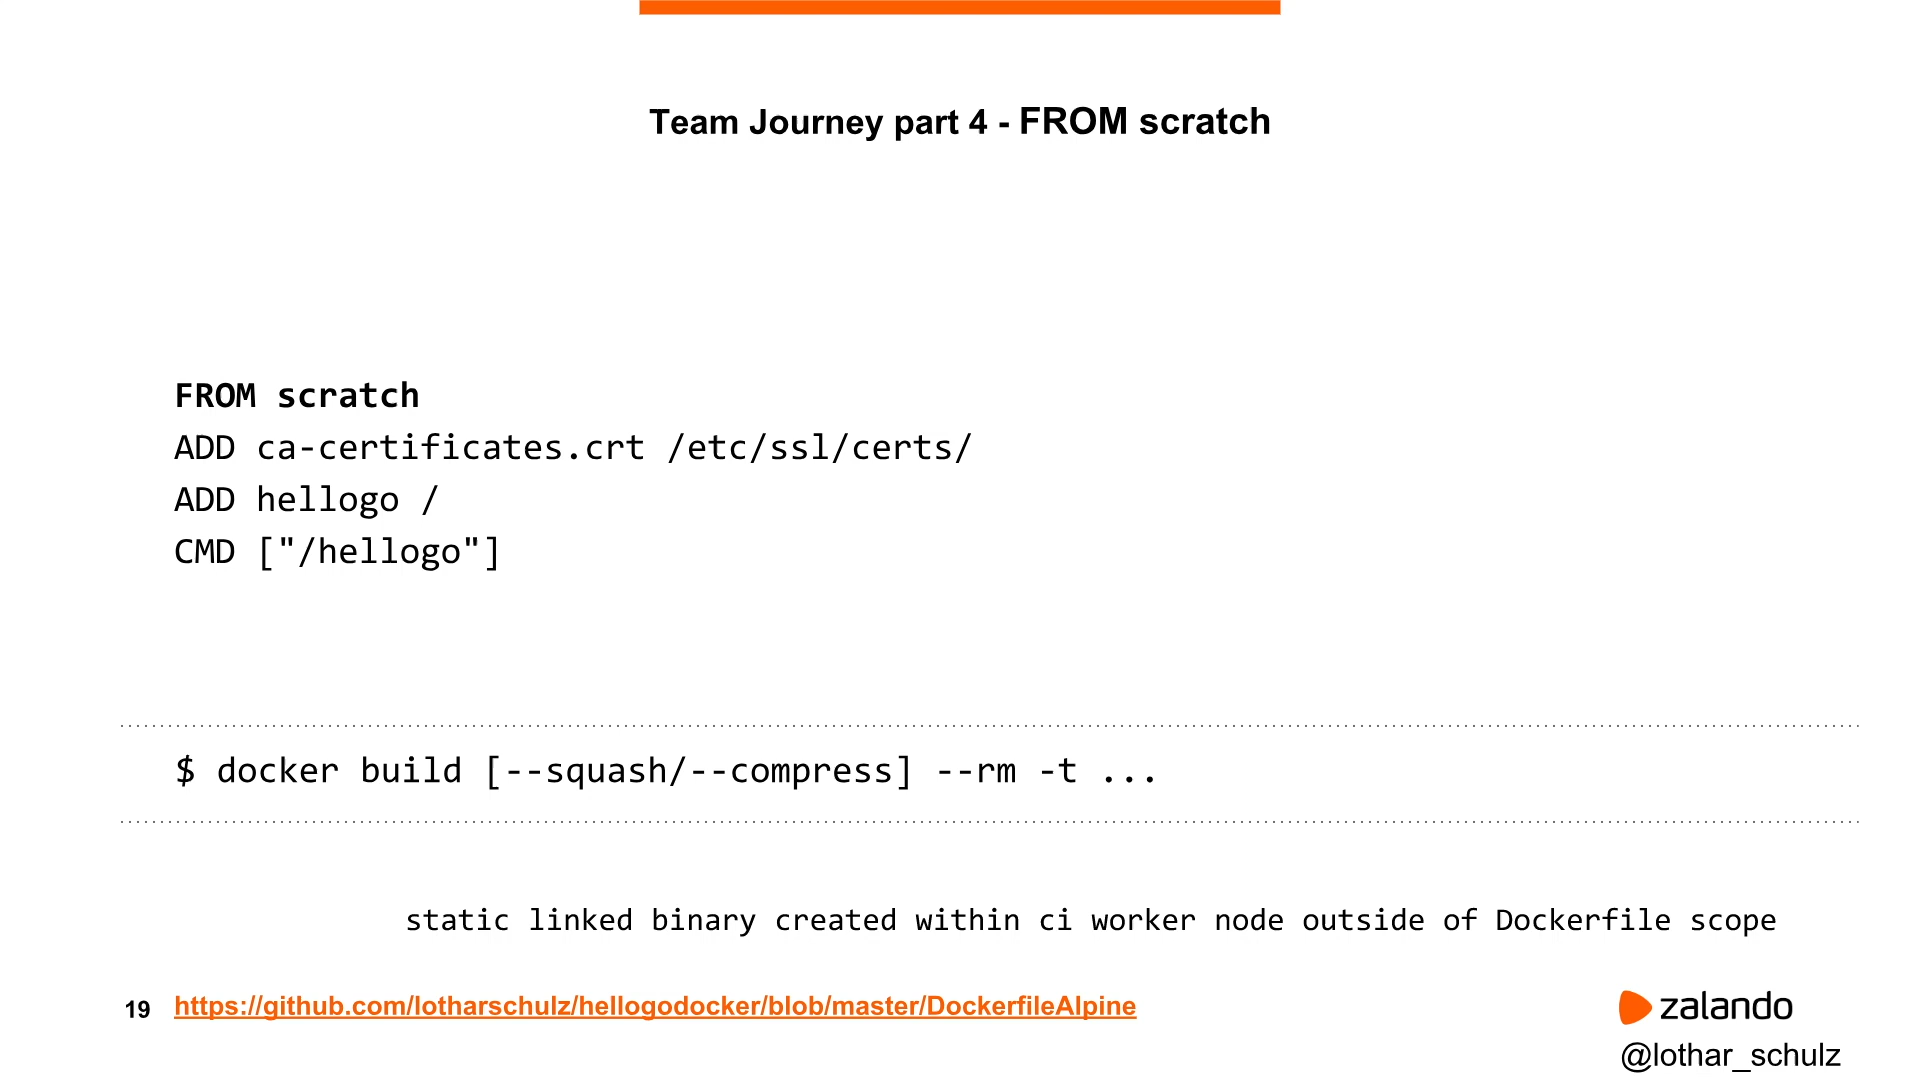 Team Journey part 4 - FROM scratch
FROM scratch
ADD ca-certificates.crt /etc/ssl/certs/
ADD hellogo /
CMD ["/hellogo"]
$ docker build [--squash/--compress] --rm -t ...
static linked binary created within ci worker node outside of Dockerfile scope
19 https://github.com/lotharschulz/hellogodocker/blob/master/DockerfileAlpine
zalando
@lothar_schulz